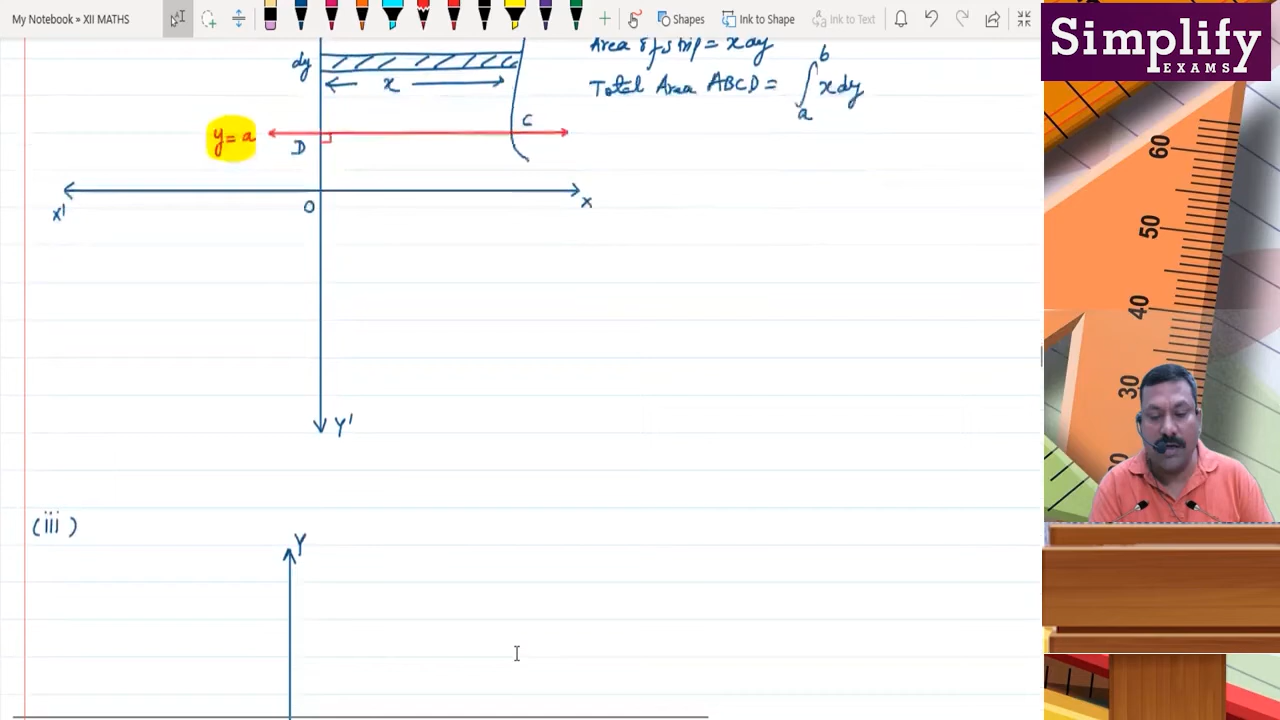 My Notebook » XII MATHS
Shapes
Ink to Shape
Ink to Text
Simplify
EXAMS
Area of strip = x dy
dy
x
Total Area ABCD = ∫ₐᵇ x dy
y = a
D
C
X'
O
X
Y'
(iii)
Y
60
50
40
30